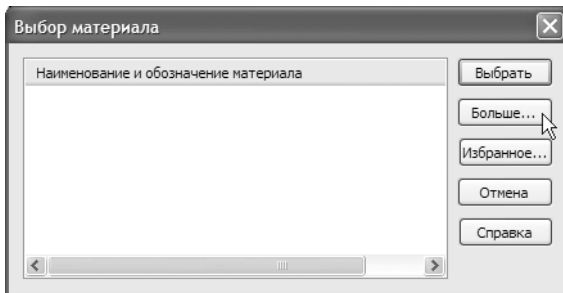 Выбор материала
Наименование и обозначение материала
Выбрать
Больше...
Избранное...
Отмена
Справка